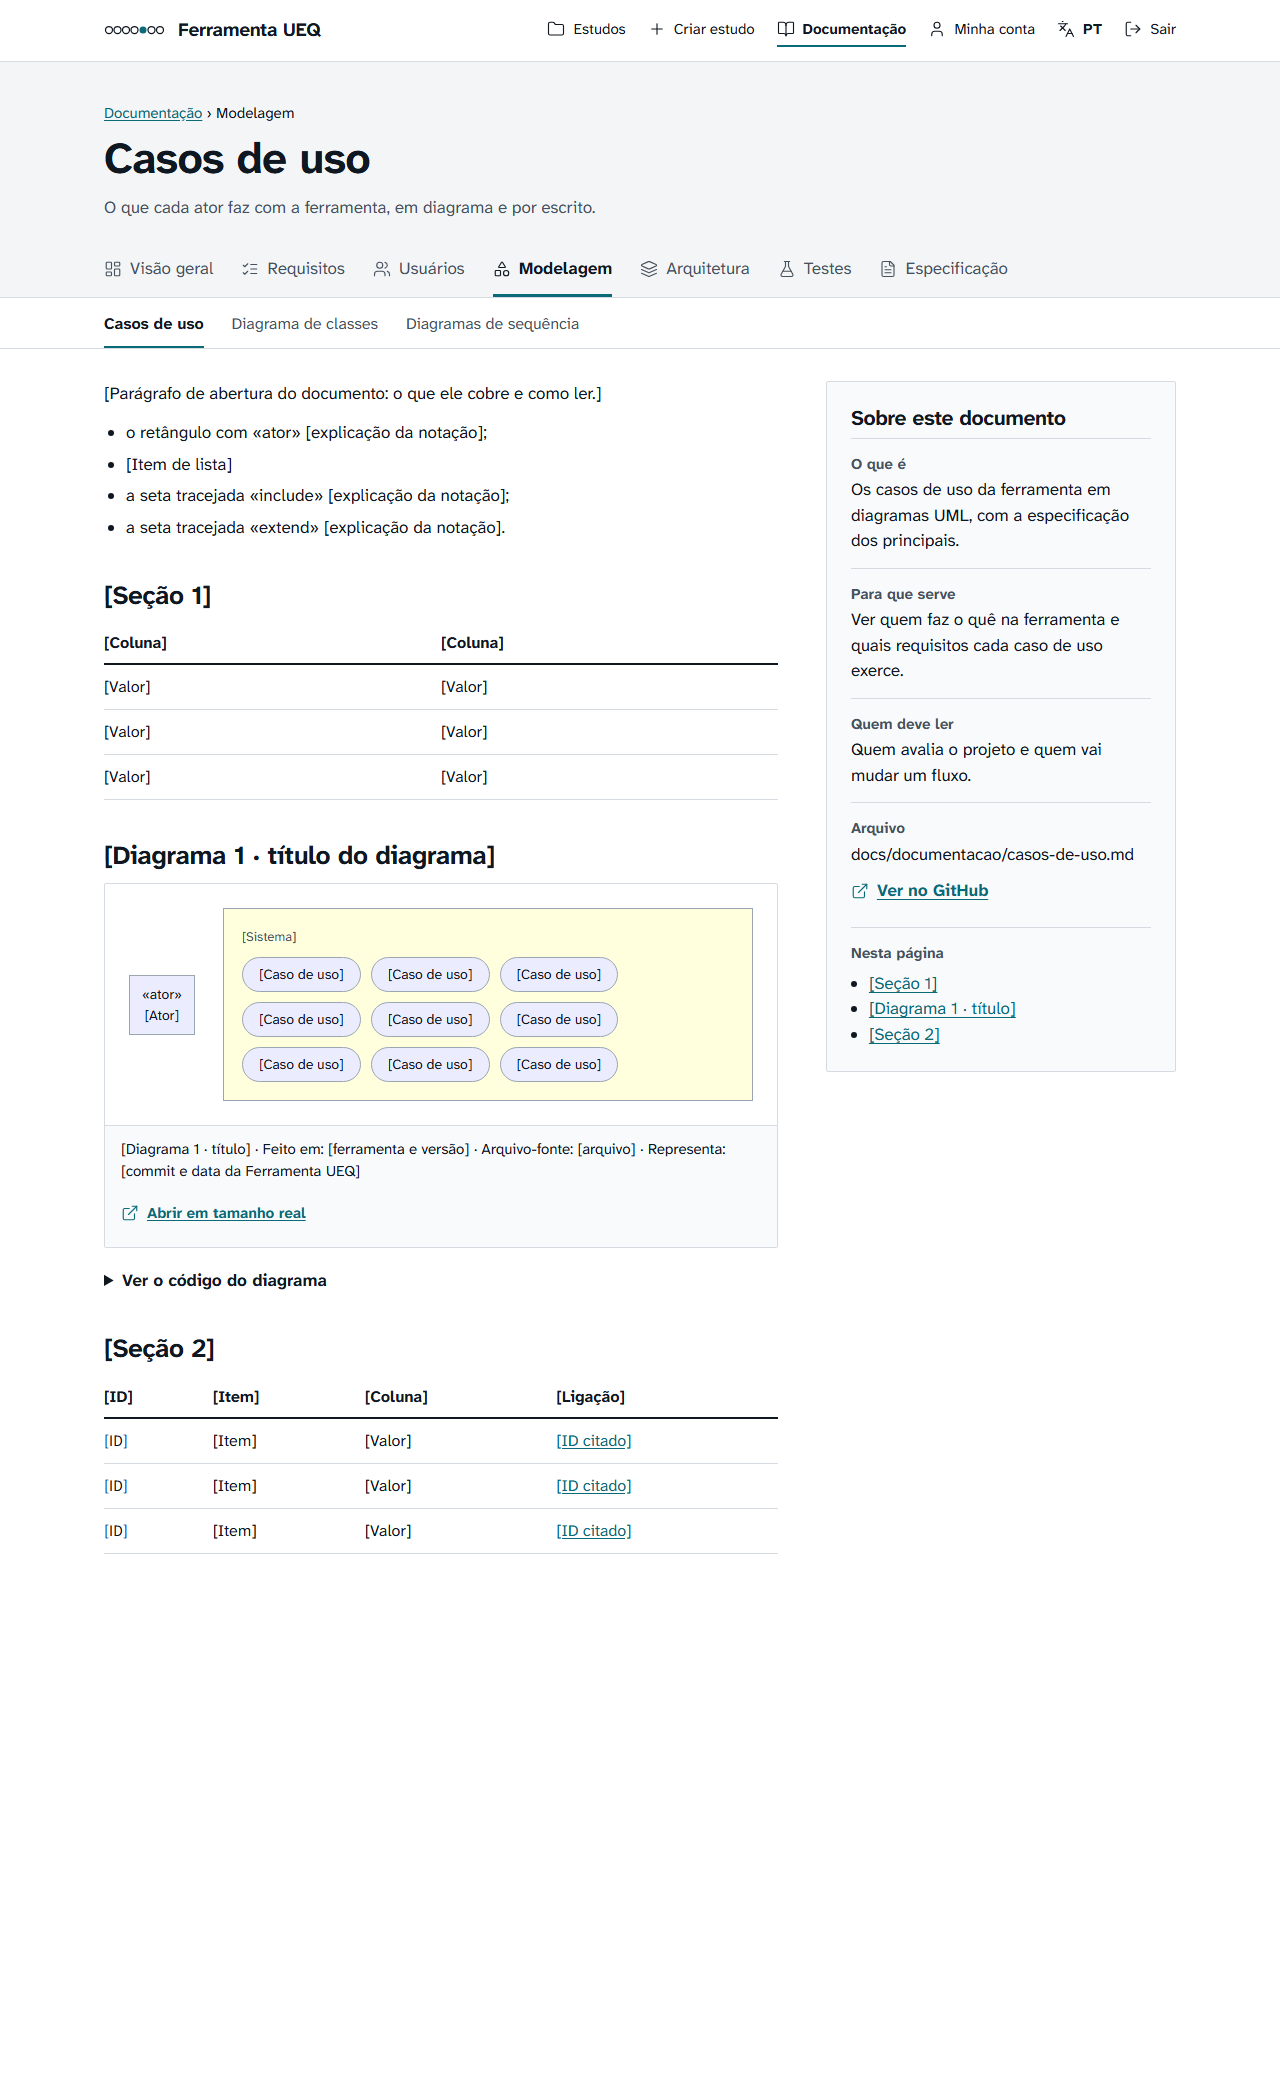 Ferramenta UEQ
Estudos
Criar estudo
Documentação
Minha conta
PT
Sair
Documentação › Modelagem
Casos de uso
O que cada ator faz com a ferramenta, em diagrama e por escrito.
Visão geral
Requisitos
Usuários
Modelagem
Arquitetura
Testes
Especificação
Casos de uso
Diagrama de classes
Diagramas de sequência
[Parágrafo de abertura do documento: o que ele cobre e como ler.]
• o retângulo com «ator» [explicação da notação];
• [Item de lista]
• a seta tracejada «include» [explicação da notação];
• a seta tracejada «extend» [explicação da notação].
[Seção 1]
[Coluna] [Coluna]
[Valor] [Valor]
[Valor] [Valor]
[Valor] [Valor]
[Diagrama 1 · título do diagrama]
«ator»
[Ator]
[Sistema]
[Caso de uso] [Caso de uso] [Caso de uso]
[Caso de uso] [Caso de uso] [Caso de uso]
[Caso de uso] [Caso de uso] [Caso de uso]
[Diagrama 1 · título] · Feito em: [ferramenta e versão] · Arquivo-fonte: [arquivo] · Representa:
[commit e data da Ferramenta UEQ]
Abrir em tamanho real
Ver o código do diagrama
[Seção 2]
[ID] [Item] [Coluna] [Ligação]
[ID] [Item] [Valor] [ID citado]
[ID] [Item] [Valor] [ID citado]
[ID] [Item] [Valor] [ID citado]
Sobre este documento
O que é
Os casos de uso da ferramenta em
diagramas UML, com a especificação
dos principais.
Para que serve
Ver quem faz o quê na ferramenta e
quais requisitos cada caso de uso
exerce.
Quem deve ler
Quem avalia o projeto e quem vai
mudar um fluxo.
Arquivo
docs/documentacao/casos-de-uso.md
Ver no GitHub
Nesta página
• [Seção 1]
• [Diagrama 1 · título]
• [Seção 2]